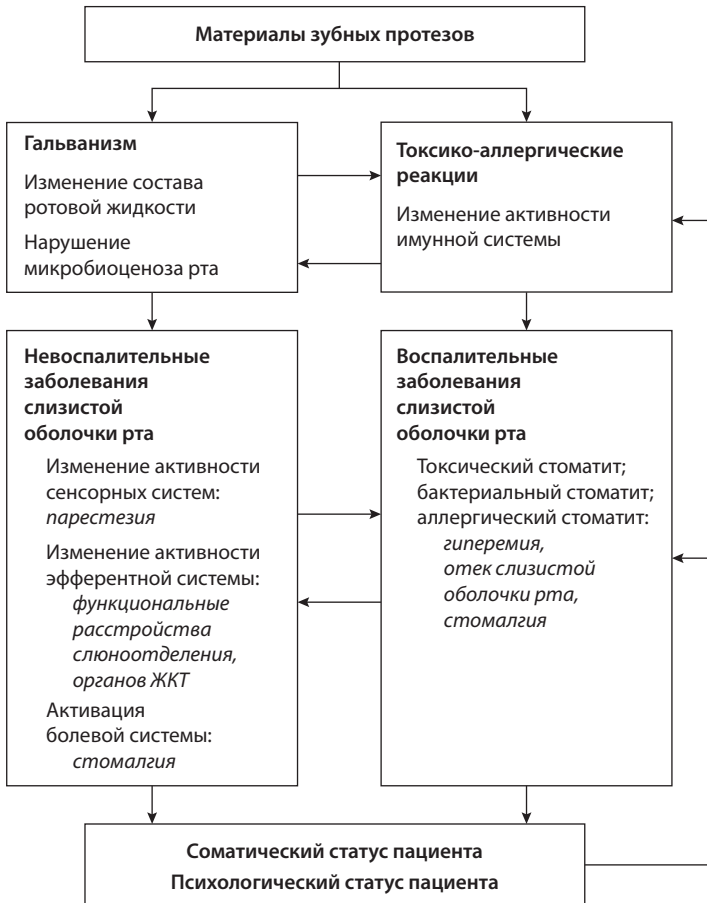 Материалы зубных протезов
Гальванизм
Изменение состава
ротовой жидкости
Нарушение
микробиоценоза рта
Токсико-аллергические
реакции
Изменение активности
имунной системы
Невоспалительные
заболевания
слизистой
оболочки рта
Изменение активности
сенсорных систем:
парестезия
Изменение активности
эфферентной системы:
функциональные
расстройства
слюноотделения,
органов ЖКТ
Активация
болевой системы:
стомалгия
Воспалительные
заболевания
слизистой
оболочки рта
Токсический стоматит;
бактериальный стоматит;
аллергический стоматит:
гиперемия,
отек слизистой
оболочки рта,
стомалгия
Соматический статус пациента
Психологический статус пациента